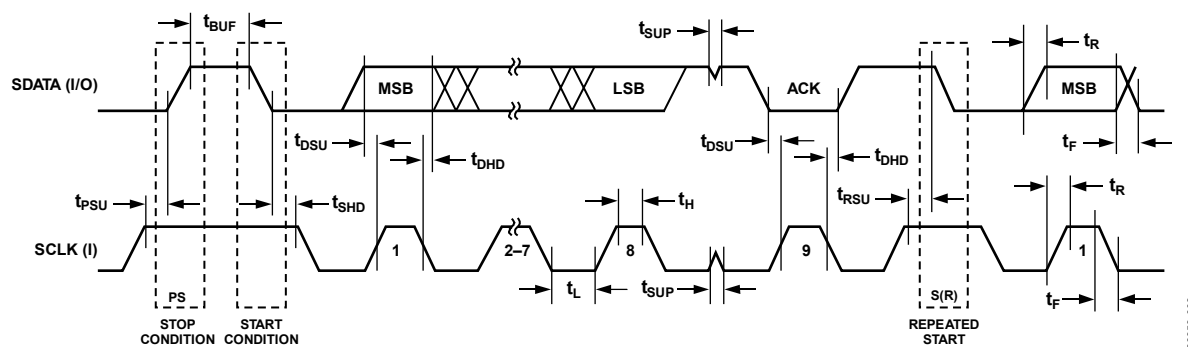 tBUF
tSUP
tR
SDATA (I/O)
MSB
LSB
ACK
MSB
tDSU
tDHD
tDSU
tDHD
tF
tPSU
tSHD
tH
tRSU
tR
SCLK (I)
1
2–7
8
9
1
tL
tSUP
tF
PS
S(R)
STOP
CONDITION
START
CONDITION
REPEATED
START